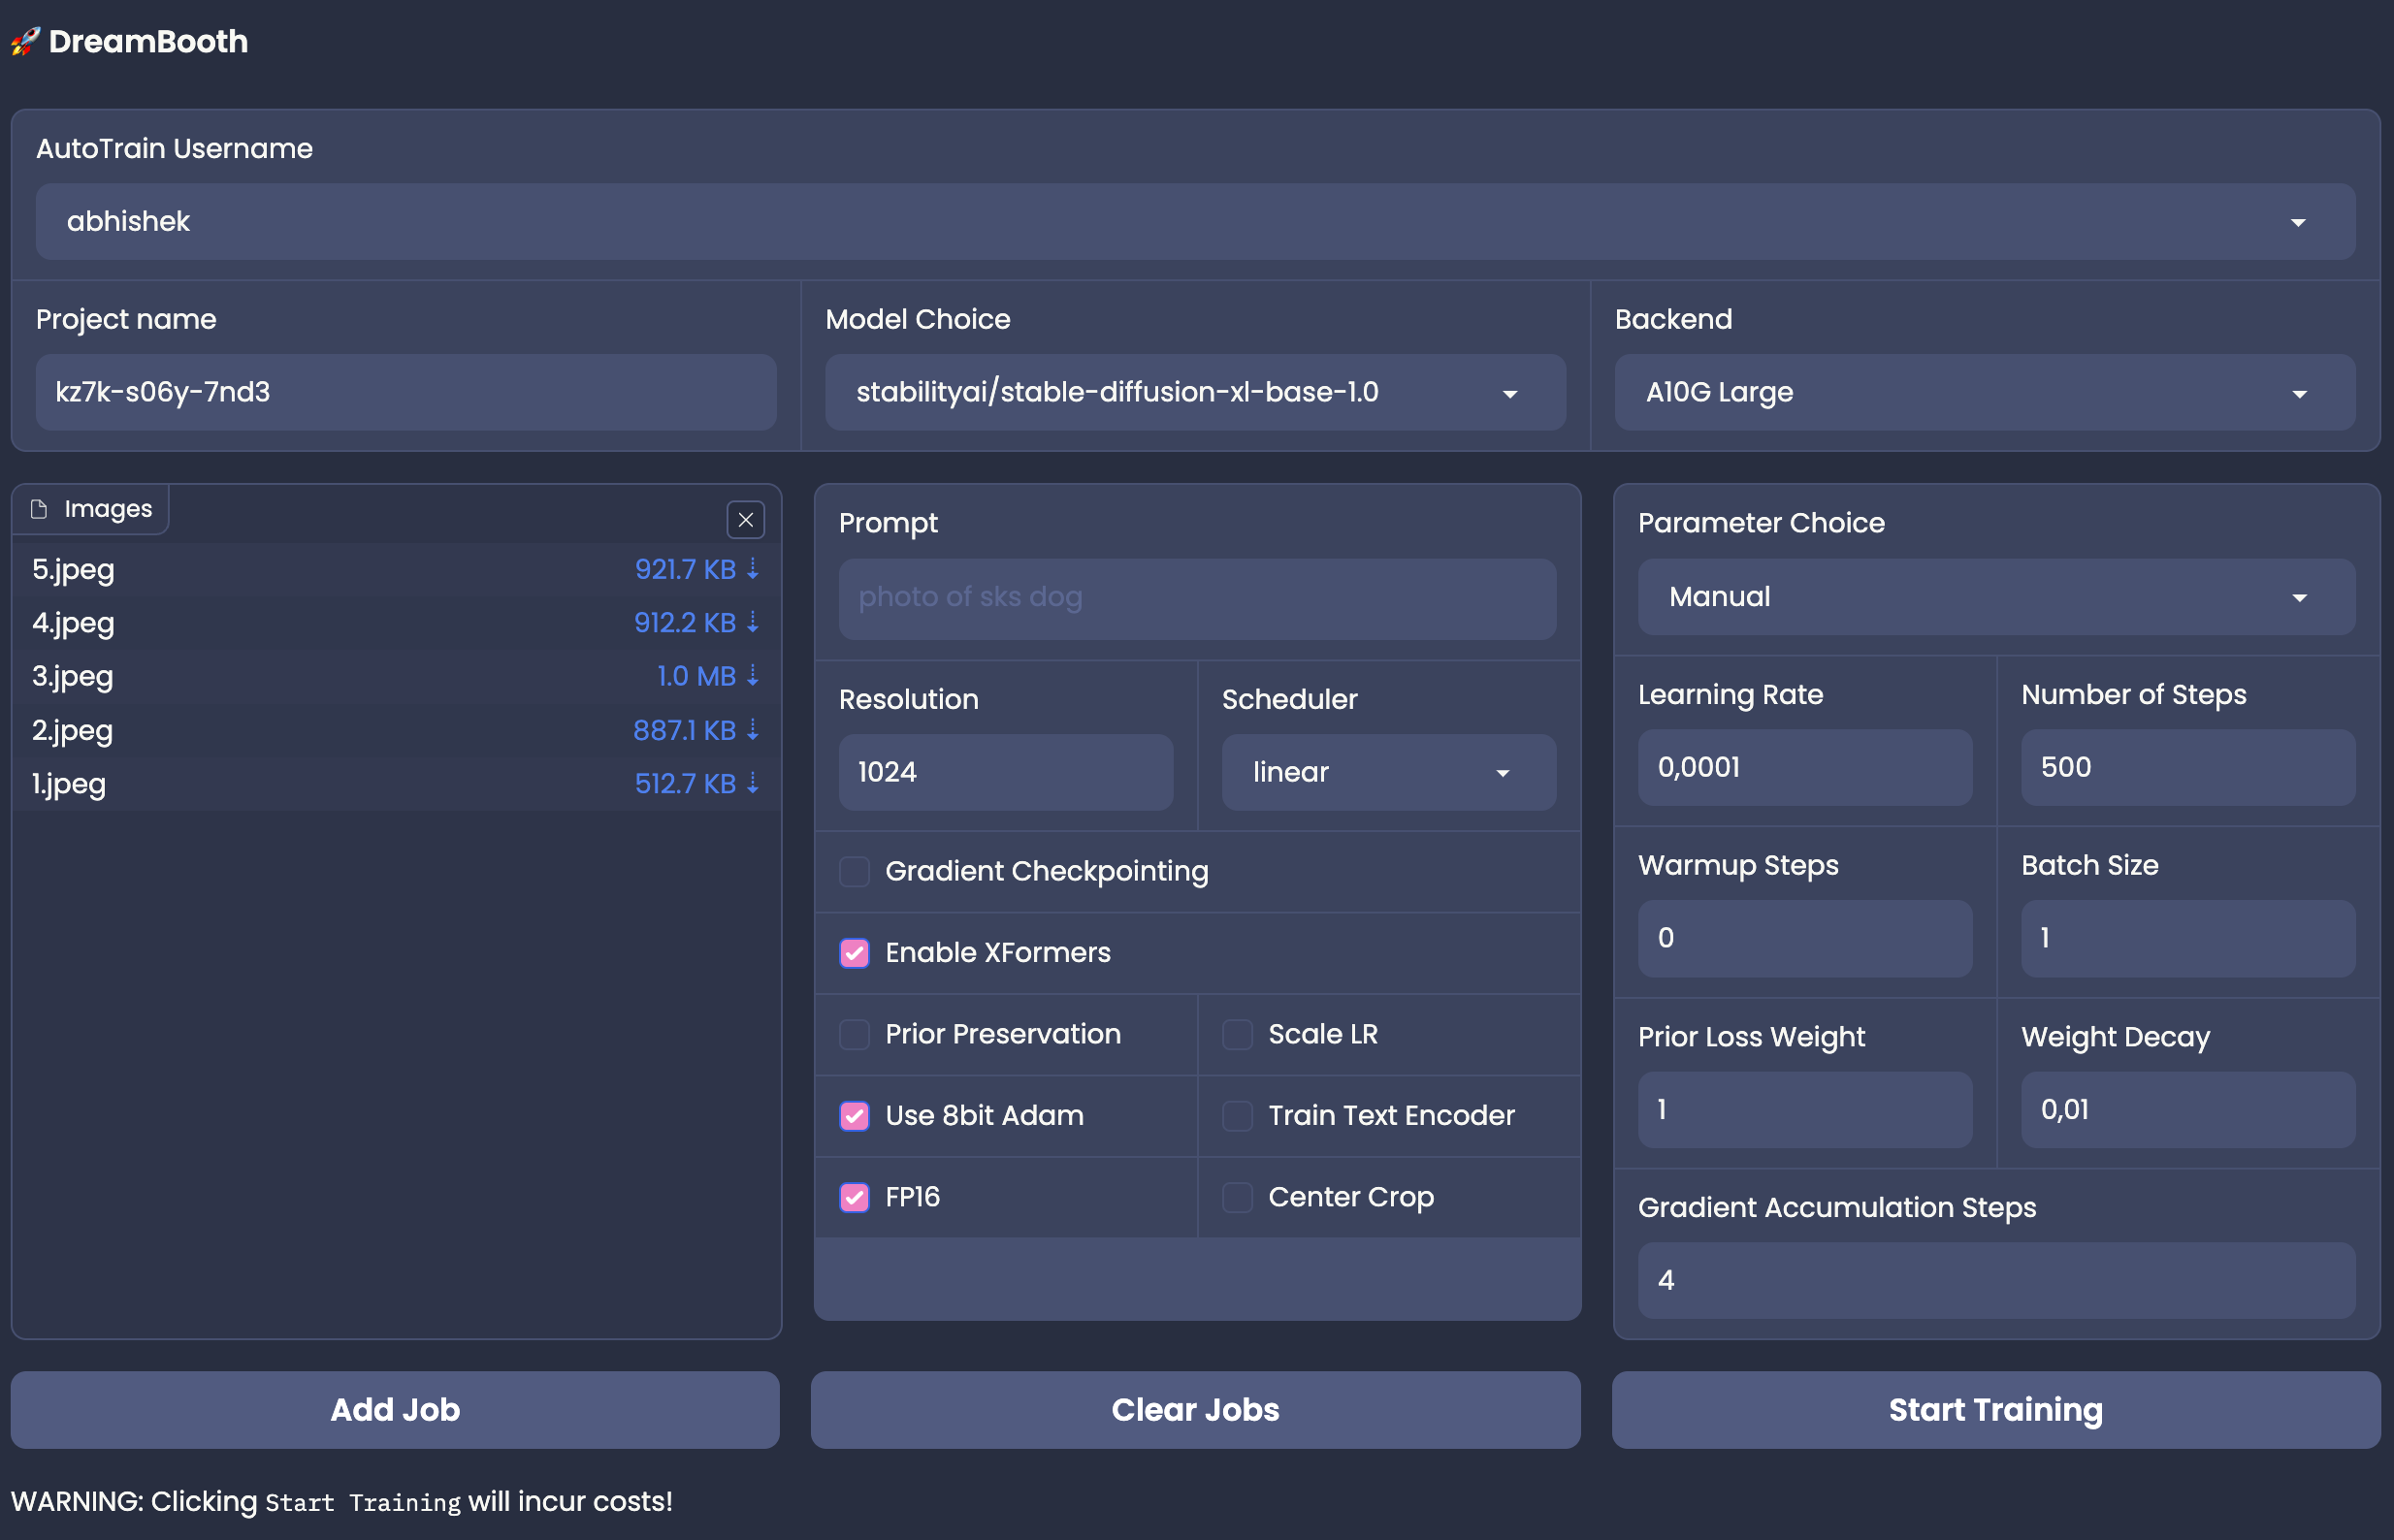 🚀 DreamBooth
AutoTrain Username
abhishek
Project name
kz7k-s06y-7nd3
Model Choice
stabilityai/stable-diffusion-xl-base-1.0
Backend
A10G Large
Images
5.jpeg 921.7 KB ⇣
4.jpeg 912.2 KB ⇣
3.jpeg 1.0 MB ⇣
2.jpeg 887.1 KB ⇣
1.jpeg 512.7 KB ⇣
Prompt
photo of sks dog
Resolution
1024
Scheduler
linear
Gradient Checkpointing
Enable XFormers
Prior Preservation
Scale LR
Use 8bit Adam
Train Text Encoder
FP16
Center Crop
Parameter Choice
Manual
Learning Rate
0,0001
Number of Steps
500
Warmup Steps
0
Batch Size
1
Prior Loss Weight
1
Weight Decay
0,01
Gradient Accumulation Steps
4
Add Job
Clear Jobs
Start Training
WARNING: Clicking Start Training will incur costs!